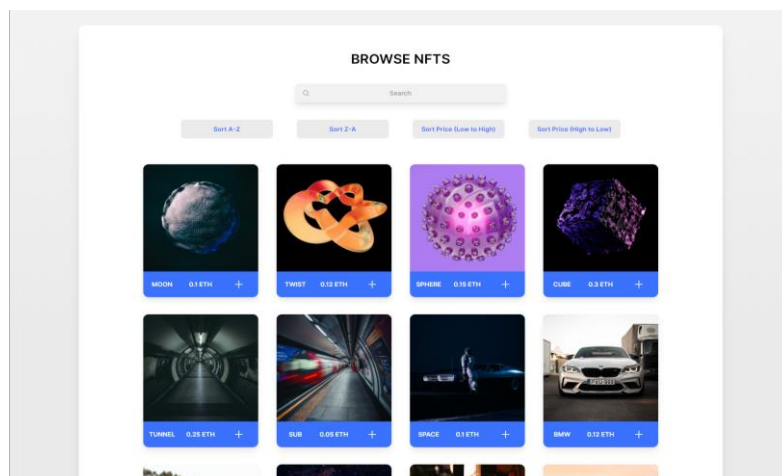 BROWSE NFTS
Search
Sort A-Z
Sort Z-A
Sort Price (Low to High)
Sort Price (High to Low)
MOON 0.1 ETH +
TWIST 0.12 ETH +
SPHERE 0.15 ETH +
CUBE 0.3 ETH +
TUNNEL 0.25 ETH +
SUB 0.05 ETH +
SPACE 0.1 ETH +
BMW 0.12 ETH +